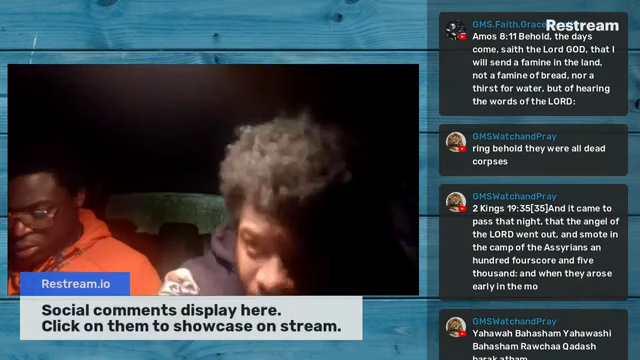 GMS.Faith.Grace
Restream
Amos 8:11 Behold, the days
come, saith the Lord GOD, that I
will send a famine in the land,
not a famine of bread, nor a
thirst for water, but of hearing
the words of the LORD:
GMSWatchandPray
ring behold they were all dead
corpses
GMSWatchandPray
2 Kings 19:35[35]And it came to
pass that night, that the angel of
the LORD went out, and smote in
the camp of the Assyrians an
hundred fourscore and five
thousand: and when they arose
early in the mo
GMSWatchandPray
Yahawah Bahasham Yahawashi
Bahasham Rawchaa Qadash
barak atham
Restream.io
Social comments display here.
Click on them to showcase on stream.